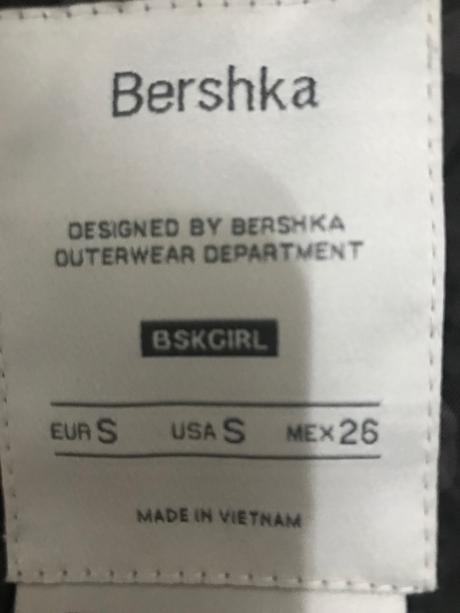 Bershka
DESIGNED BY BERSHKA
OUTERWEAR DEPARTMENT
BSKGIRL
EUR S USA S MEX 26
MADE IN VIETNAM